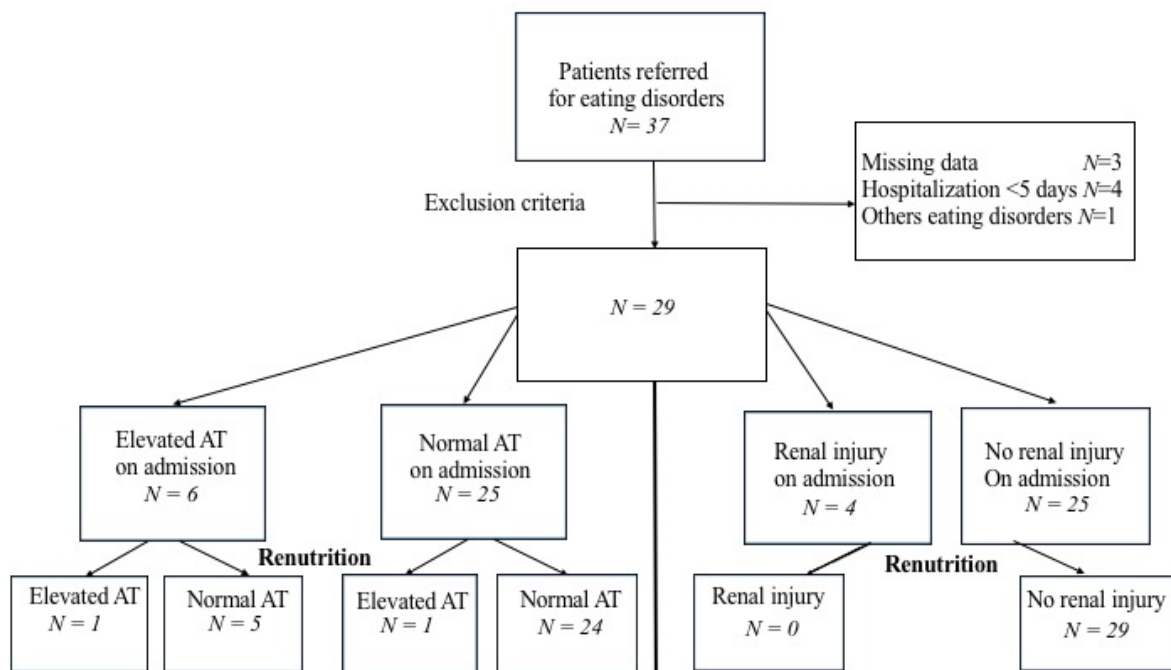 Patients referred
for eating disorders
N= 37
Missing data N=3
Hospitalization <5 days N=4
Others eating disorders N=1
Exclusion criteria
N = 29
Elevated AT
on admission
N = 6
Normal AT
on admission
N = 25
Renal injury
on admission
N = 4
No renal injury
On admission
N = 25
Renutrition
Renutrition
Elevated AT
N = 1
Normal AT
N = 5
Elevated AT
N = 1
Normal AT
N = 24
Renal injury
N = 0
No renal injury
N = 29